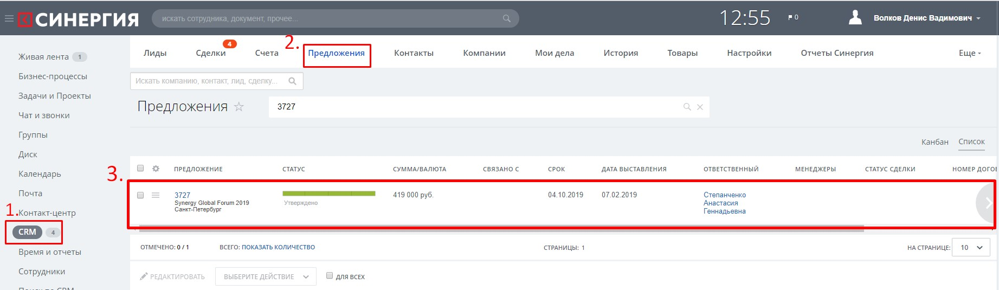 СИНЕРГИЯ
искать сотрудника, документ, прочее...
12:55
0
Волков Денис Вадимович
Живая лента 1
Бизнес-процессы
Задачи и Проекты
Чат и звонки
Группы
Диск
Календарь
Почта
1. Контакт-центр
CRM 4
Время и отчеты
Сотрудники
Поиск по CRM
Лиды
Сделки 4
Счета
2. Предложения
Контакты
Компании
Мои дела
История
Товары
Настройки
Отчеты Синергия
Еще
Искать компанию, контакт, лид, сделку...
Предложения
3727
Канбан Список
3.
ПРЕДЛОЖЕНИЕ СТАТУС СУММА/ВАЛЮТА СВЯЗАНО С СРОК ДАТА ВЫСТАВЛЕНИЯ ОТВЕТСТВЕННЫЙ МЕНЕДЖЕРЫ СТАТУС СДЕЛКИ НОМЕР ДОГОВ
3727
Synergy Global Forum 2019
Санкт-Петербург
Утверждено
419 000 руб.
04.10.2019
07.02.2019
Степанченко
Анастасия
Геннадьевна
ОТМЕЧЕНО: 0 / 1 ВСЕГО: ПОКАЗАТЬ КОЛИЧЕСТВО СТРАНИЦЫ: 1 НА СТРАНИЦЕ: 10
РЕДАКТИРОВАТЬ ВЫБЕРИТЕ ДЕЙСТВИЕ ДЛЯ ВСЕХ